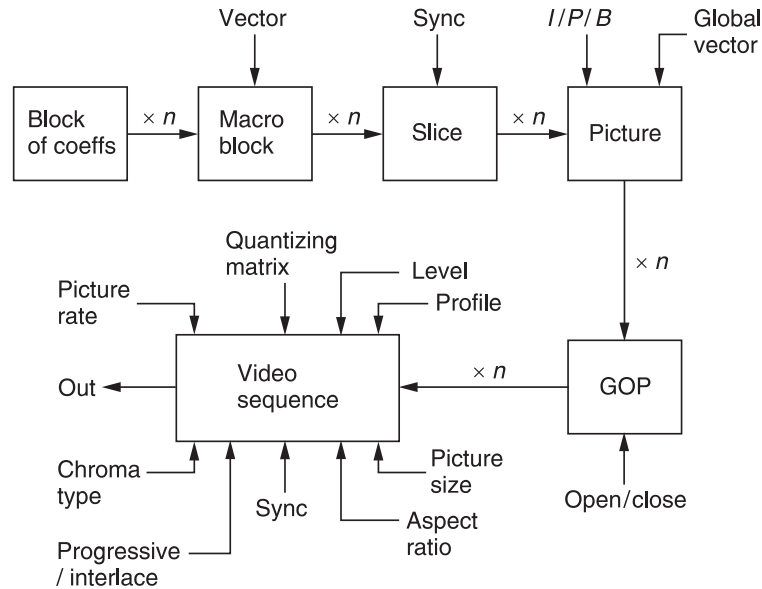 Vector
Sync
I / P / B
Global
vector
Block
of coeffs
× n
Macro
block
× n
Slice
× n
Picture
× n
Quantizing
matrix
Level
Picture
rate
Profile
Out
Video
sequence
× n
GOP
Chroma
type
Sync
Picture
size
Open/close
Aspect
ratio
Progressive
/ interlace